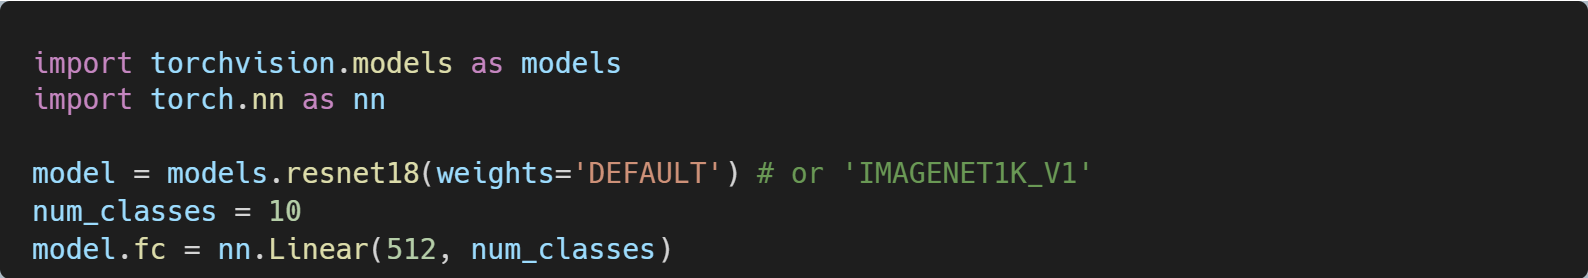 import torchvision.models as models
import torch.nn as nn
model = models.resnet18(weights='DEFAULT') # or 'IMAGENET1K_V1'
num_classes = 10
model.fc = nn.Linear(512, num_classes)